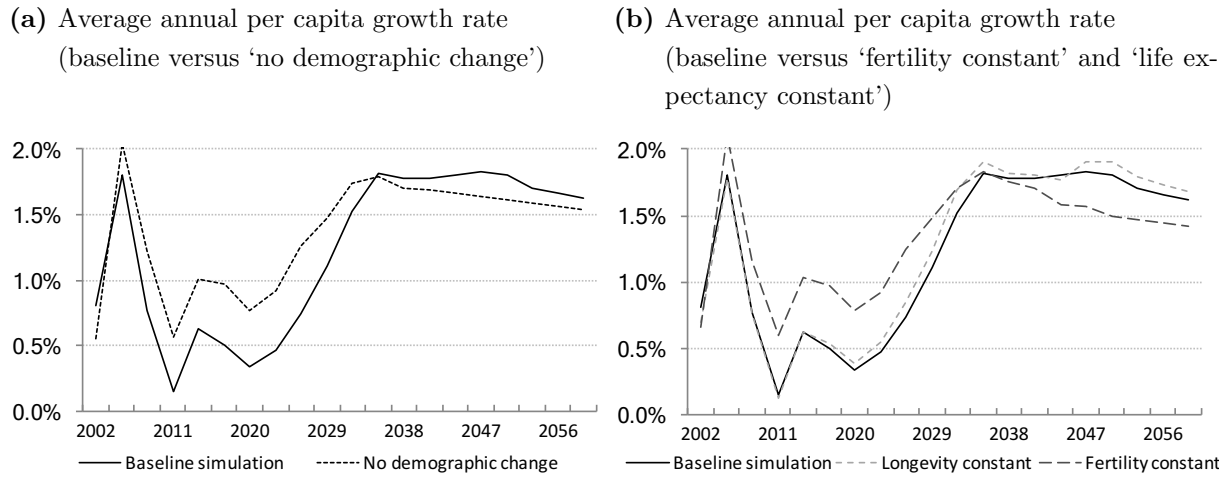 (a) Average annual per capita growth rate
(baseline versus ‘no demographic change’)
2.0%
1.5%
1.0%
0.5%
0.0%
2002 2011 2020 2029 2038 2047 2056
Baseline simulation No demographic change
(b) Average annual per capita growth rate
(baseline versus ‘fertility constant’ and ‘life ex-
pectancy constant’)
2.0%
1.5%
1.0%
0.5%
0.0%
2002 2011 2020 2029 2038 2047 2056
Baseline simulation Longevity constant Fertility constant